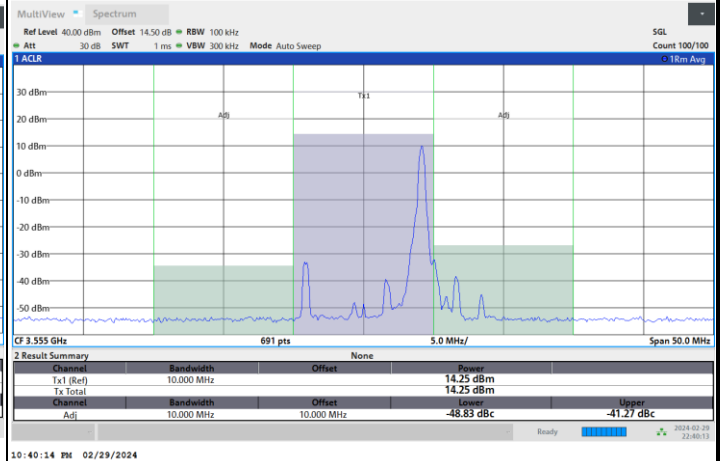 MultiView Spectrum
Ref Level 40.00 dBm Offset 14.50 dB RBW 100 kHz SGL
Att 30 dB SWT 1 ms VBW 300 kHz Mode Auto Sweep Count 100/100
1 ACLR 1Rm Avg
30 dBm
Tx1
20 dBm
Adj
Adj
10 dBm
0 dBm
-10 dBm
-20 dBm
-30 dBm
-40 dBm
-50 dBm
CF 3.555 GHz 691 pts 5.0 MHz/ Span 50.0 MHz
2 Result Summary None
Channel Bandwidth Offset Power
Tx1 (Ref) 10.000 MHz 14.25 dBm
Tx Total 14.25 dBm
Channel Bandwidth Offset Lower Upper
Adj 10.000 MHz 10.000 MHz -48.83 dBc -41.27 dBc
Ready 2024-02-29
22:40:13
10:40:14 PM 02/29/2024